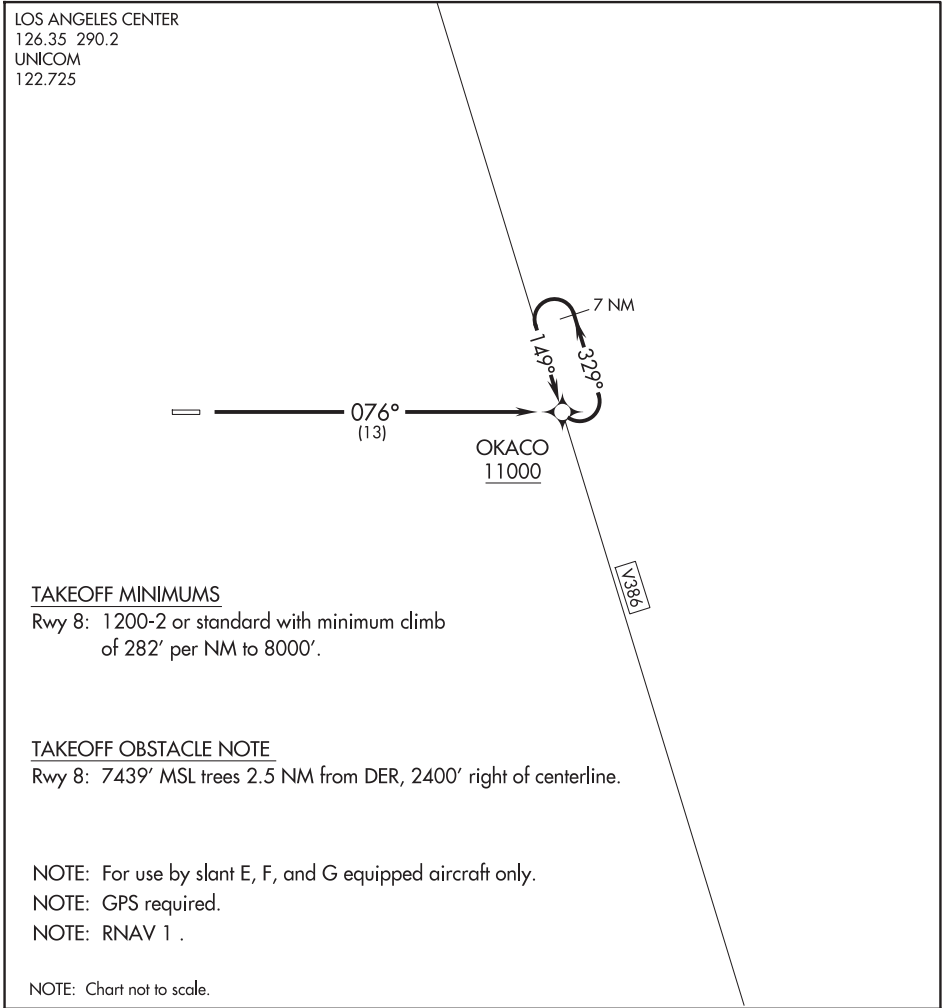 LOS ANGELES CENTER
126.35 290.2
UNICOM
122.725
7 NM
149°
329°
076°
(13)
OKACO
11000
V386
TAKEOFF MINIMUMS
Rwy 8: 1200-2 or standard with minimum climb
of 282' per NM to 8000'.
TAKEOFF OBSTACLE NOTE
Rwy 8: 7439' MSL trees 2.5 NM from DER, 2400' right of centerline.
NOTE: For use by slant E, F, and G equipped aircraft only.
NOTE: GPS required.
NOTE: RNAV 1 .
NOTE: Chart not to scale.